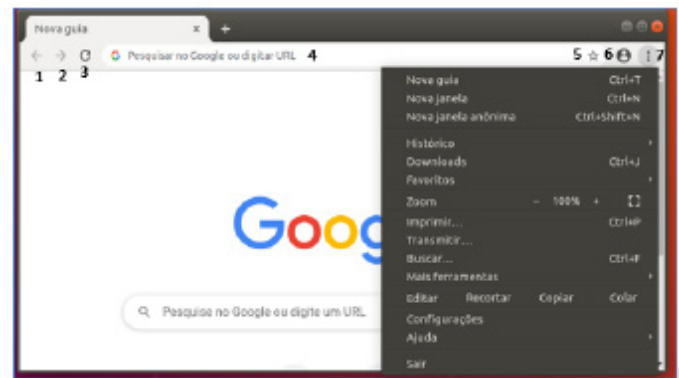 Nova guia x +
Pesquisar no Google ou digitar URL 4 5 6 7
1 2 3
Nova guia Ctrl+T
Nova janela Ctrl+N
Nova janela anônima Ctrl+Shift+N
Histórico
Downloads Ctrl+J
Favoritos
Zoom - 100% +
Imprimir... Ctrl+P
Transmitir...
Buscar... Ctrl+F
Mais ferramentas
Editar Recortar Copiar Colar
Configurações
Ajuda
Sair
Goog
Pesquise no Google ou digite um URL